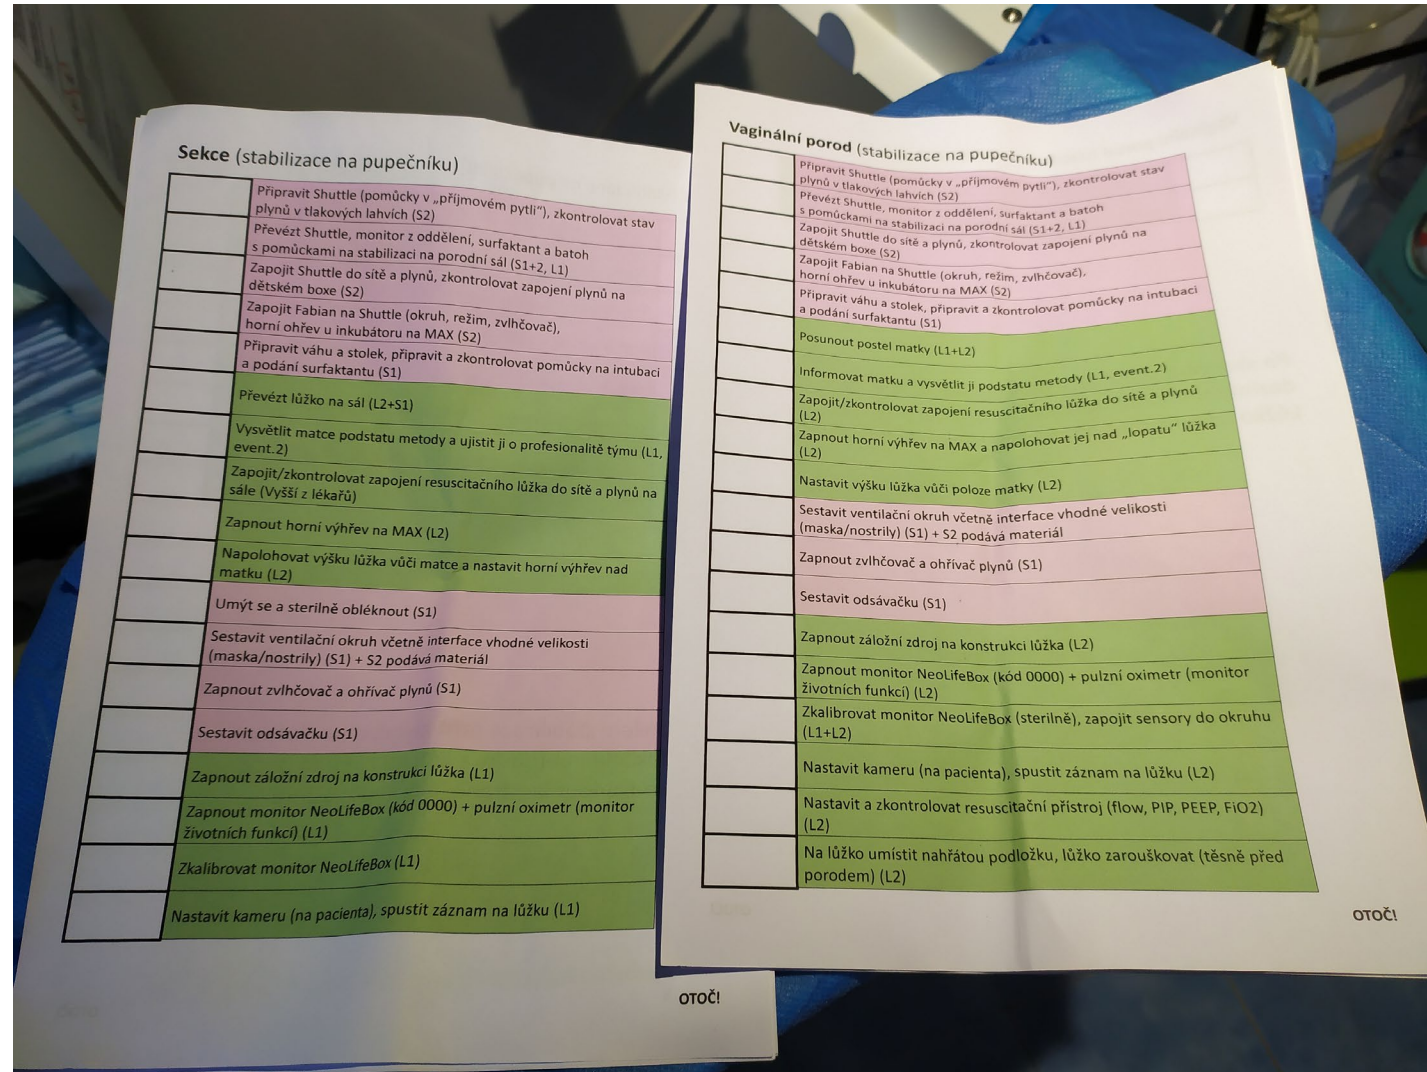 Sekce (stabilizace na pupečníku)
Připravit Shuttle (pomůcky v „příjmovém pytli“), zkontrolovat stav
plynů v tlakových lahvích (S2)
Převézt Shuttle, monitor z oddělení, surfaktant a batoh
s pomůckami na stabilizaci na porodní sál (S1+2, L1)
Zapojit Shuttle do sítě a plynů, zkontrolovat zapojení plynů na
dětském boxe (S2)
Zapojit Fabian na Shuttle (okruh, režim, zvlhčovač),
horní ohřev u inkubátoru na MAX (S2)
Připravit váhu a stolek, připravit a zkontrolovat pomůcky na intubaci
a podání surfaktantu (S1)
Převézt lůžko na sál (L2+S1)
Vysvětlit matce podstatu metody a ujistit ji o profesionalitě týmu (L1,
event.2)
Zapojit/zkontrolovat zapojení resuscitačního lůžka do sítě a plynů na
sále (Vyšší z lékařů)
Zapnout horní výhřev na MAX (L2)
Napolohovat výšku lůžka vůči matce a nastavit horní výhřev nad
matku (L2)
Umýt se a sterilně obléknout (S1)
Sestavit ventilační okruh včetně interface vhodné velikosti
(maska/nostrily) (S1) + S2 podává materiál
Zapnout zvlhčovač a ohřívač plynů (S1)
Sestavit odsávačku (S1)
Zapnout záložní zdroj na konstrukci lůžka (L1)
Zapnout monitor NeoLifeBox (kód 0000) + pulzní oximetr (monitor
životních funkcí) (L1)
Zkalibrovat monitor NeoLifeBox (L1)
Nastavit kameru (na pacienta), spustit záznam na lůžku (L1)
OTOČ!
Vaginální porod (stabilizace na pupečníku)
Připravit Shuttle (pomůcky v „příjmovém pytli“), zkontrolovat stav
plynů v tlakových lahvích (S2)
Převézt Shuttle, monitor z oddělení, surfaktant a batoh
s pomůckami na stabilizaci na porodní sál (S1+2, L1)
Zapojit Shuttle do sítě a plynů, zkontrolovat zapojení plynů na
dětském boxe (S2)
Zapojit Fabian na Shuttle (okruh, režim, zvlhčovač),
horní ohřev u inkubátoru na MAX (S2)
Připravit váhu a stolek, připravit a zkontrolovat pomůcky na intubaci
a podání surfaktantu (S1)
Posunout postel matky (L1+L2)
Informovat matku a vysvětlit ji podstatu metody (L1, event.2)
Zapojit/zkontrolovat zapojení resuscitačního lůžka do sítě a plynů
(L2)
Zapnout horní výhřev na MAX a napolohovat jej nad „lopatu“ lůžka
(L2)
Nastavit výšku lůžka vůči poloze matky (L2)
Sestavit ventilační okruh včetně interface vhodné velikosti
(maska/nostrily) (S1) + S2 podává materiál
Zapnout zvlhčovač a ohřívač plynů (S1)
Sestavit odsávačku (S1)
Zapnout záložní zdroj na konstrukci lůžka (L2)
Zapnout monitor NeoLifeBox (kód 0000) + pulzní oximetr (monitor
životních funkcí) (L2)
Zkalibrovat monitor NeoLifeBox (sterilně), zapojit sensory do okruhu
(L1+L2)
Nastavit kameru (na pacienta), spustit záznam na lůžku (L2)
Nastavit a zkontrolovat resuscitační přístroj (flow, PIP, PEEP, FiO2)
(L2)
Na lůžko umístit nahřátou podložku, lůžko zarouškovat (těsně před
porodem) (L2)
OTOČ!